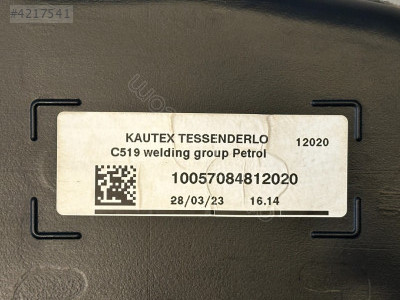 #4217541
KAUTEX TESSENDERLO 12020
C519 welding group Petrol
10057084812020
28/03/23 16.14